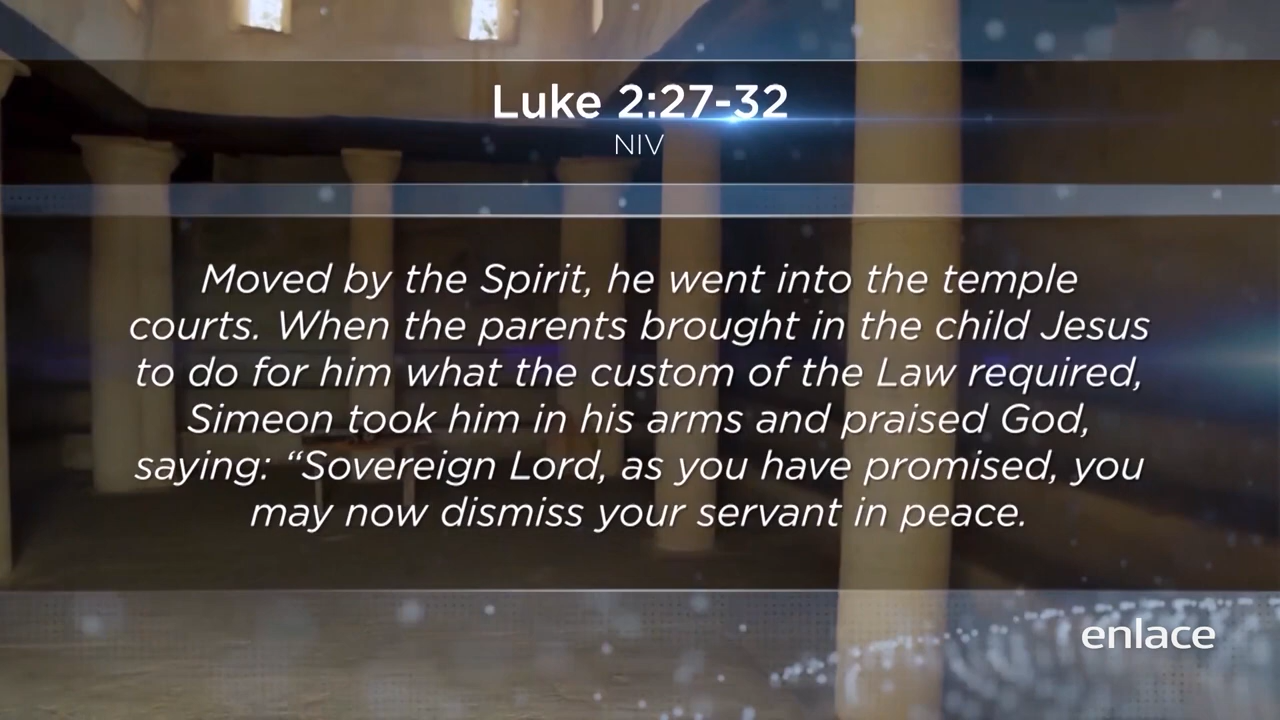 Luke 2:27-32
NIV
Moved by the Spirit, he went into the temple
courts. When the parents brought in the child Jesus
to do for him what the custom of the Law required,
Simeon took him in his arms and praised God,
saying: “Sovereign Lord, as you have promised, you
may now dismiss your servant in peace.
enlace